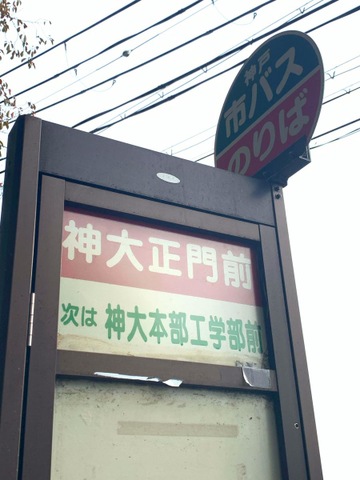 神戸
市バス
のりば
神大正門前
次は 神大本部工学部前